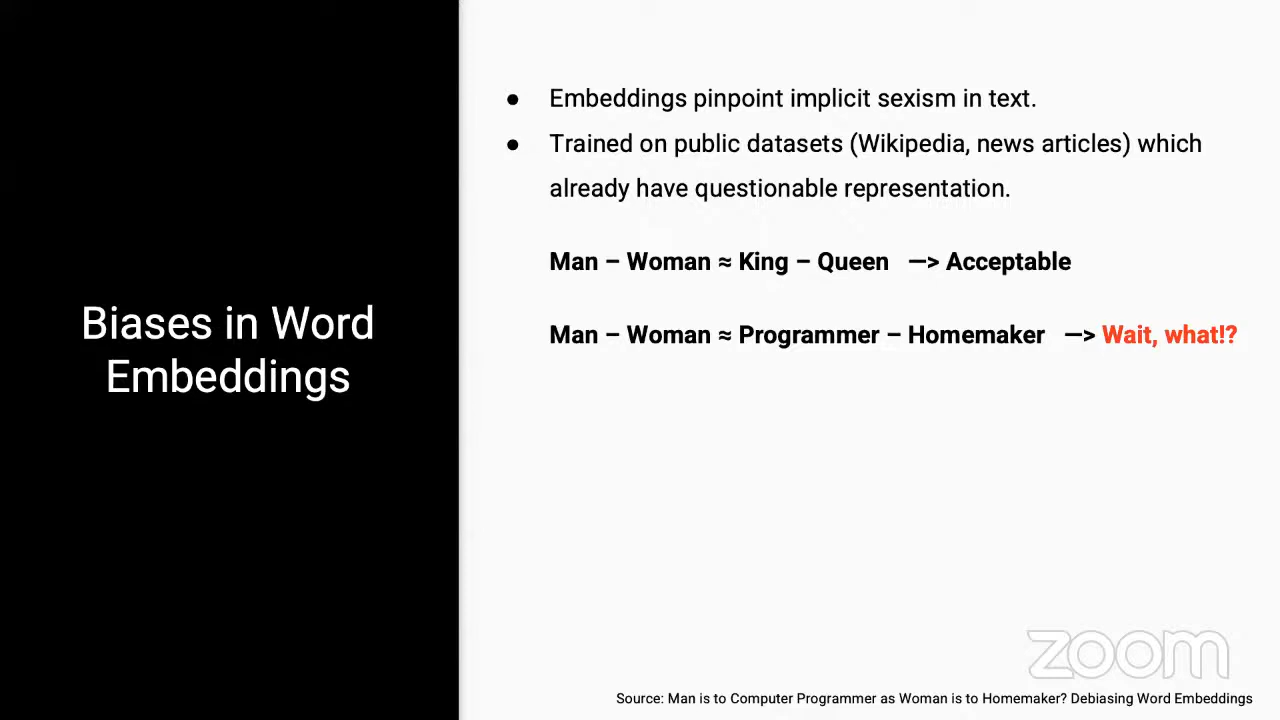 Biases in Word
Embeddings
● Embeddings pinpoint implicit sexism in text.
● Trained on public datasets (Wikipedia, news articles) which
already have questionable representation.
Man – Woman ≈ King – Queen —> Acceptable
Man – Woman ≈ Programmer – Homemaker —> Wait, what!?
zoom
Source: Man is to Computer Programmer as Woman is to Homemaker? Debiasing Word Embeddings